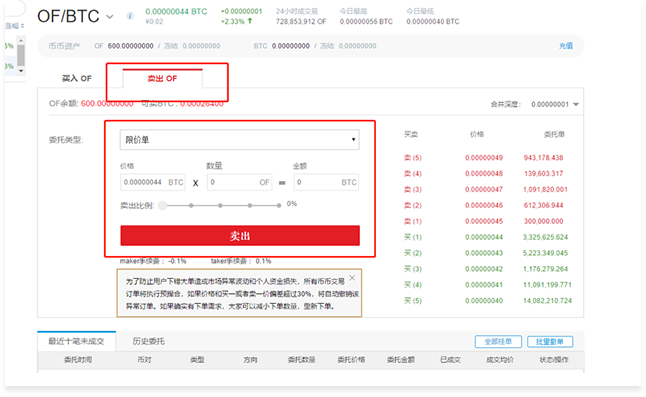 OF/BTC
0.00000044 BTC
¥0.02
+0.00000001
+2.33%
24小时成交量
728,853,912 OF
今日最高
0.00000056 BTC
今日最低
0.00000040 BTC
涨幅
5%
3%
币币资产 OF 600.00000000 / 冻结 0.00000000 BTC 0.00000000 / 冻结 0.00000000 充值
买入 OF 卖出 OF
OF余额: 600.00000000 可卖BTC : 0.00026400 合并深度: 0.00000001
委托类型: 限价单
价格 数量 金额
0.00000044 BTC X 0 OF = 0 BTC
卖出比例: 0%
卖出
maker手续费: -0.1% taker手续费: 0.1%
为了防止用户下错大单造成市场异常波动和个人资金损失，所有币币交易
订单将执行预撮合，如果价格和买一或者卖一价偏差超过30%，将自动撤销该
异常订单。如果确实有下单需求，大家可以减小下单数量，重新下单。
买卖 价格 委托单
卖 (5) 0.00000049 943,178.438
卖 (4) 0.00000048 139,603.317
卖 (3) 0.00000047 1,091,820.001
卖 (2) 0.00000046 612,306.944
卖 (1) 0.00000045 300,000.000
买 (1) 0.00000044 3,325,625.624
买 (2) 0.00000043 5,223,349.045
买 (3) 0.00000042 1,176,279.264
买 (4) 0.00000041 11,091,199.771
买 (5) 0.00000040 14,082,210.724
最近十笔未成交 历史委托 全部挂单 批量撤单
委托时间 币对 类型 方向 委托数量 委托价格 委托金额 已成交 成交均价 状态/操作